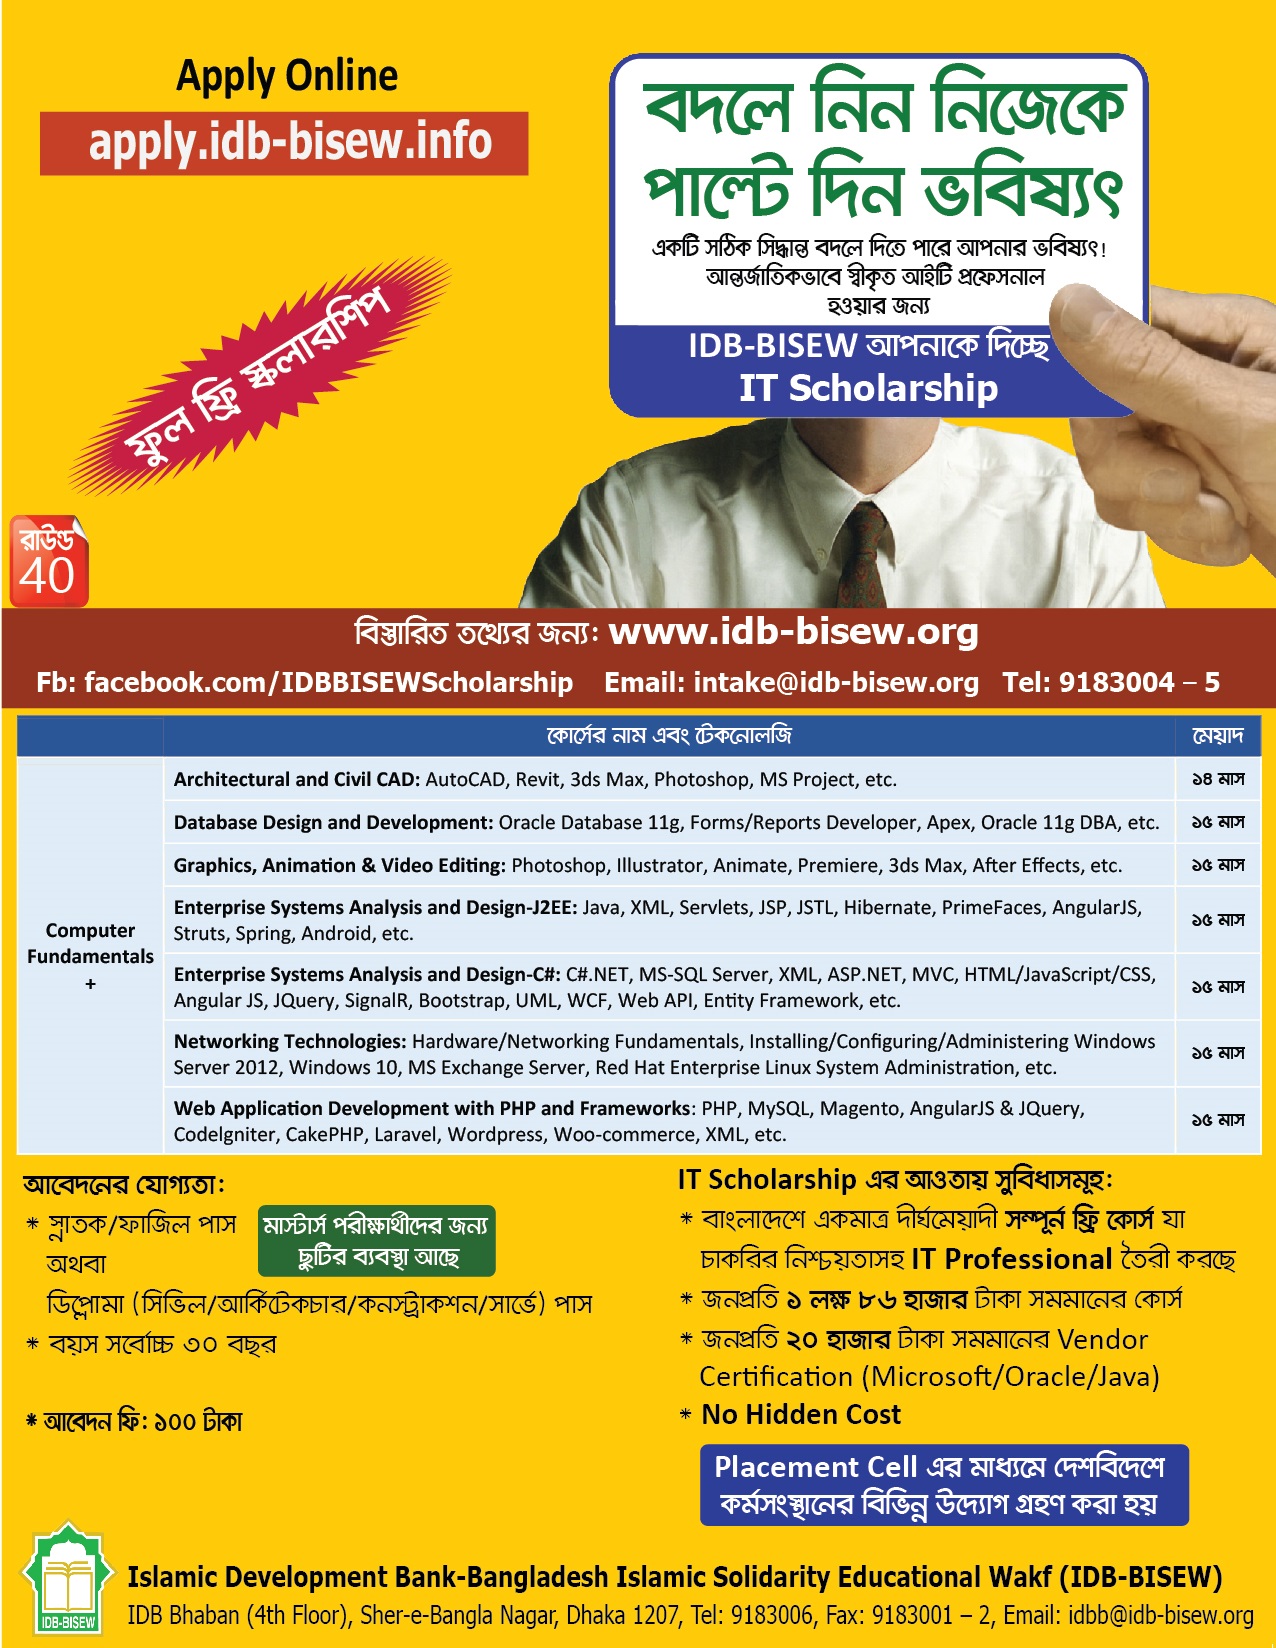 Apply Online
apply.idb-bisew.info
বদলে নিন নিজেকে
পাল্টে দিন ভবিষ্যৎ
একটি সঠিক সিদ্ধান্ত বদলে দিতে পারে আপনার ভবিষ্যৎ!
আন্তর্জাতিকভাবে স্বীকৃত আইটি প্রফেসনাল
হওয়ার জন্য
IDB-BISEW আপনাকে দিচ্ছে
IT Scholarship
ফুল ফ্রি স্কলারশিপ
রাউন্ড
40
বিস্তারিত তথ্যের জন্য: www.idb-bisew.org
Fb: facebook.com/IDBBISEWScholarship Email: intake@idb-bisew.org Tel: 9183004 – 5
কোর্সের নাম এবং টেকনোলজি মেয়াদ
Computer
Fundamentals
+
Architectural and Civil CAD: AutoCAD, Revit, 3ds Max, Photoshop, MS Project, etc. ১৪ মাস
Database Design and Development: Oracle Database 11g, Forms/Reports Developer, Apex, Oracle 11g DBA, etc. ১৫ মাস
Graphics, Animation & Video Editing: Photoshop, Illustrator, Animate, Premiere, 3ds Max, After Effects, etc. ১৫ মাস
Enterprise Systems Analysis and Design-J2EE: Java, XML, Servlets, JSP, JSTL, Hibernate, PrimeFaces, AngularJS,
Struts, Spring, Android, etc. ১৫ মাস
Enterprise Systems Analysis and Design-C#: C#.NET, MS-SQL Server, XML, ASP.NET, MVC, HTML/JavaScript/CSS,
Angular JS, JQuery, SignalR, Bootstrap, UML, WCF, Web API, Entity Framework, etc. ১৫ মাস
Networking Technologies: Hardware/Networking Fundamentals, Installing/Configuring/Administering Windows
Server 2012, Windows 10, MS Exchange Server, Red Hat Enterprise Linux System Administration, etc. ১৫ মাস
Web Application Development with PHP and Frameworks: PHP, MySQL, Magento, AngularJS & JQuery,
CodeIgniter, CakePHP, Laravel, Wordpress, Woo-commerce, XML, etc. ১৫ মাস
আবেদনের যোগ্যতা:
* স্নাতক/ফাজিল পাস
অথবা
ডিপ্লোমা (সিভিল/আর্কিটেকচার/কনস্ট্রাকশন/সার্ভে) পাস
* বয়স সর্বোচ্চ ৩০ বছর
* আবেদন ফি: ১০০ টাকা
মাস্টার্স পরীক্ষার্থীদের জন্য
ছুটির ব্যবস্থা আছে
IT Scholarship এর আওতায় সুবিধাসমূহ:
* বাংলাদেশে একমাত্র দীর্ঘমেয়াদী সম্পূর্ন ফ্রি কোর্স যা
চাকরির নিশ্চয়তাসহ IT Professional তৈরী করছে
* জনপ্রতি ১ লক্ষ ৮৬ হাজার টাকা সমমানের কোর্স
* জনপ্রতি ২০ হাজার টাকা সমমানের Vendor
Certification (Microsoft/Oracle/Java)
* No Hidden Cost
Placement Cell এর মাধ্যমে দেশবিদেশে
কর্মসংস্থানের বিভিন্ন উদ্যোগ গ্রহণ করা হয়
IDB-BISEW
Islamic Development Bank-Bangladesh Islamic Solidarity Educational Wakf (IDB-BISEW)
IDB Bhaban (4th Floor), Sher-e-Bangla Nagar, Dhaka 1207, Tel: 9183006, Fax: 9183001 – 2, Email: idbb@idb-bisew.org